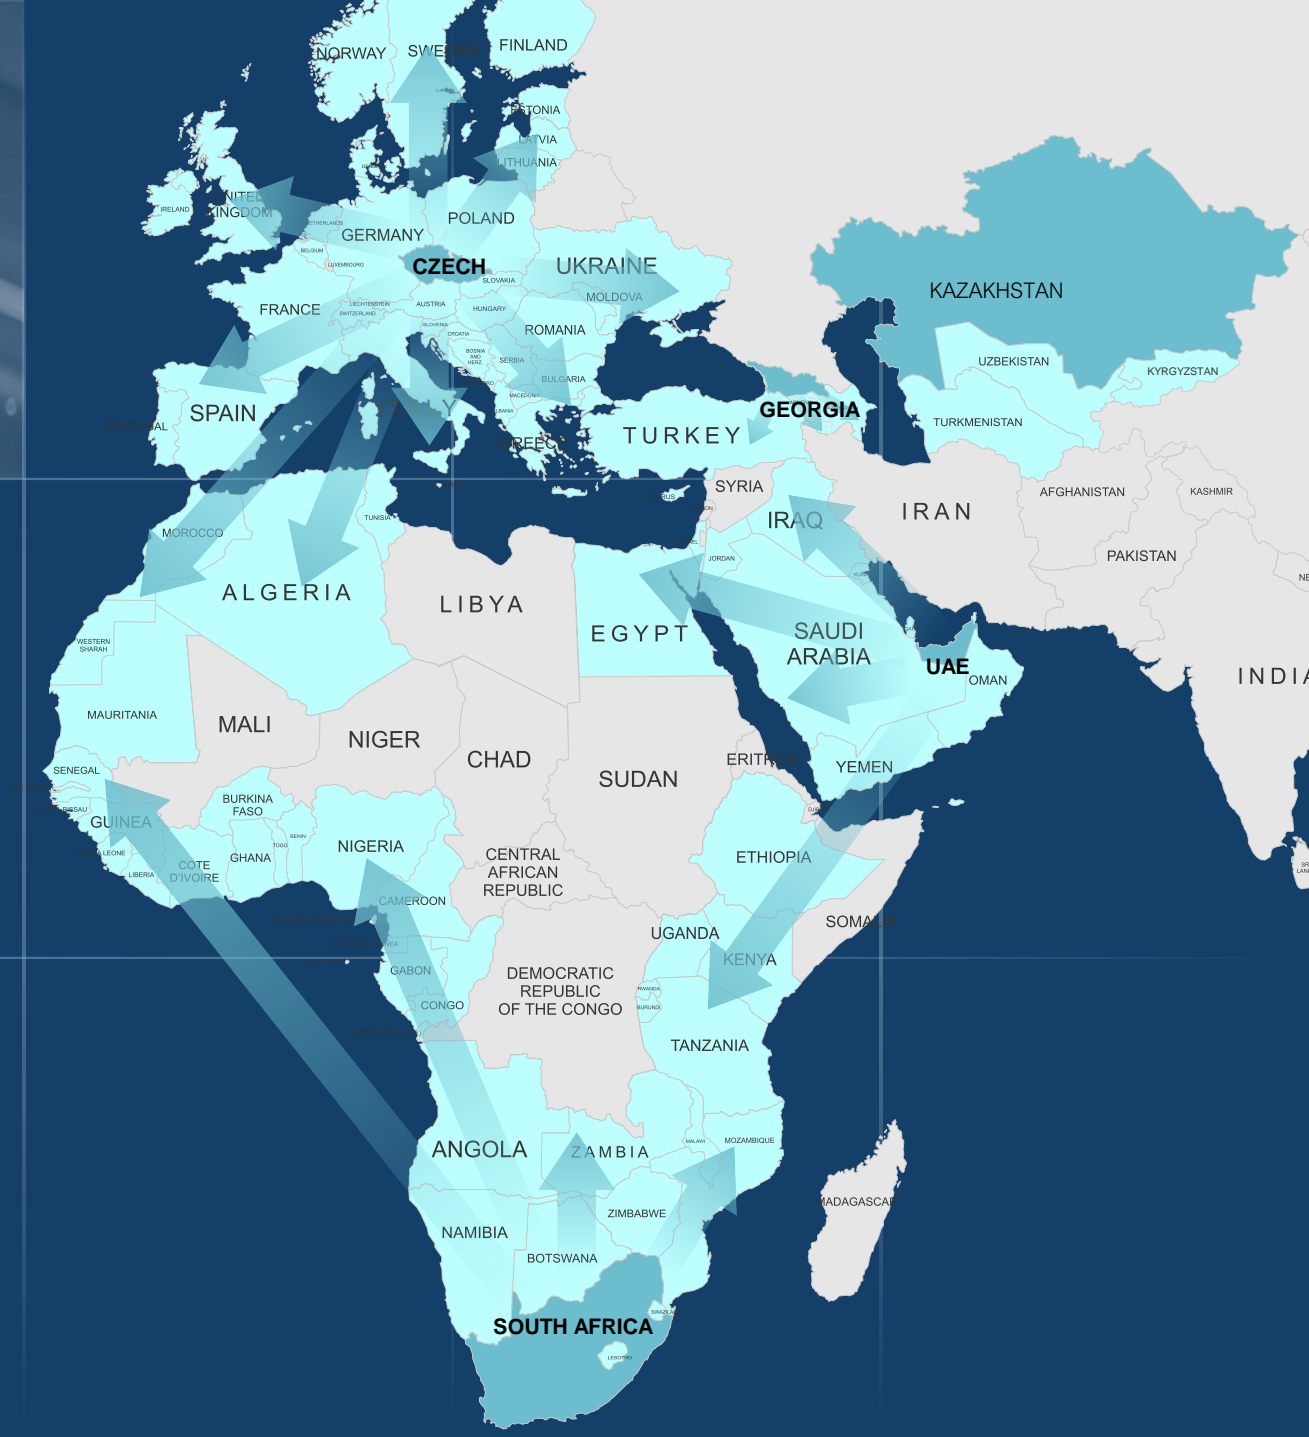 NORWAY
SWEDEN
FINLAND
ESTONIA
LATVIA
LITHUANIA
IRELAND
UNITED
KINGDOM
NETHERLANDS
POLAND
GERMANY
BELGIUM
LUXEMBOURG
CZECH
UKRAINE
SLOVAKIA
MOLDOVA
KAZAKHSTAN
FRANCE
LIECHTENSTEIN
SWITZERLAND
AUSTRIA
HUNGARY
SLOVENIA
CROATIA
ROMANIA
BOSNIA
AND
HERZ.
SERBIA
BULGARIA
MACEDONIA
LBANIA
UZBEKISTAN
KYRGYZSTAN
TURKMENISTAN
GEORGIA
SPAIN
ITALY
GREECE
TURKEY
SYRIA
IRAQ
IRAN
AFGHANISTAN
KASHMIR
PAKISTAN
MOROCCO
TUNISIA
JORDAN
ALGERIA
LIBYA
EGYPT
SAUDI
ARABIA
UAE
OMAN
INDIA
WESTERN
SHARAH
MAURITANIA
MALI
NIGER
CHAD
SUDAN
ERITREA
YEMEN
SENEGAL
GUINEA
BURKINA
FASO
BENIN
TOGO
GHANA
COTE
D'IVOIRE
LIBERIA
NIGERIA
CAMEROON
CENTRAL
AFRICAN
REPUBLIC
ETHIOPIA
SOMALIA
UGANDA
KENYA
GABON
CONGO
DEMOCRATIC
REPUBLIC
OF THE CONGO
RWANDA
BURUNDI
TANZANIA
ANGOLA
ZAMBIA
MALAWI
MOZAMBIQUE
MADAGASCAR
ZIMBABWE
NAMIBIA
BOTSWANA
SWAZILA
SOUTH AFRICA
LESOTHO